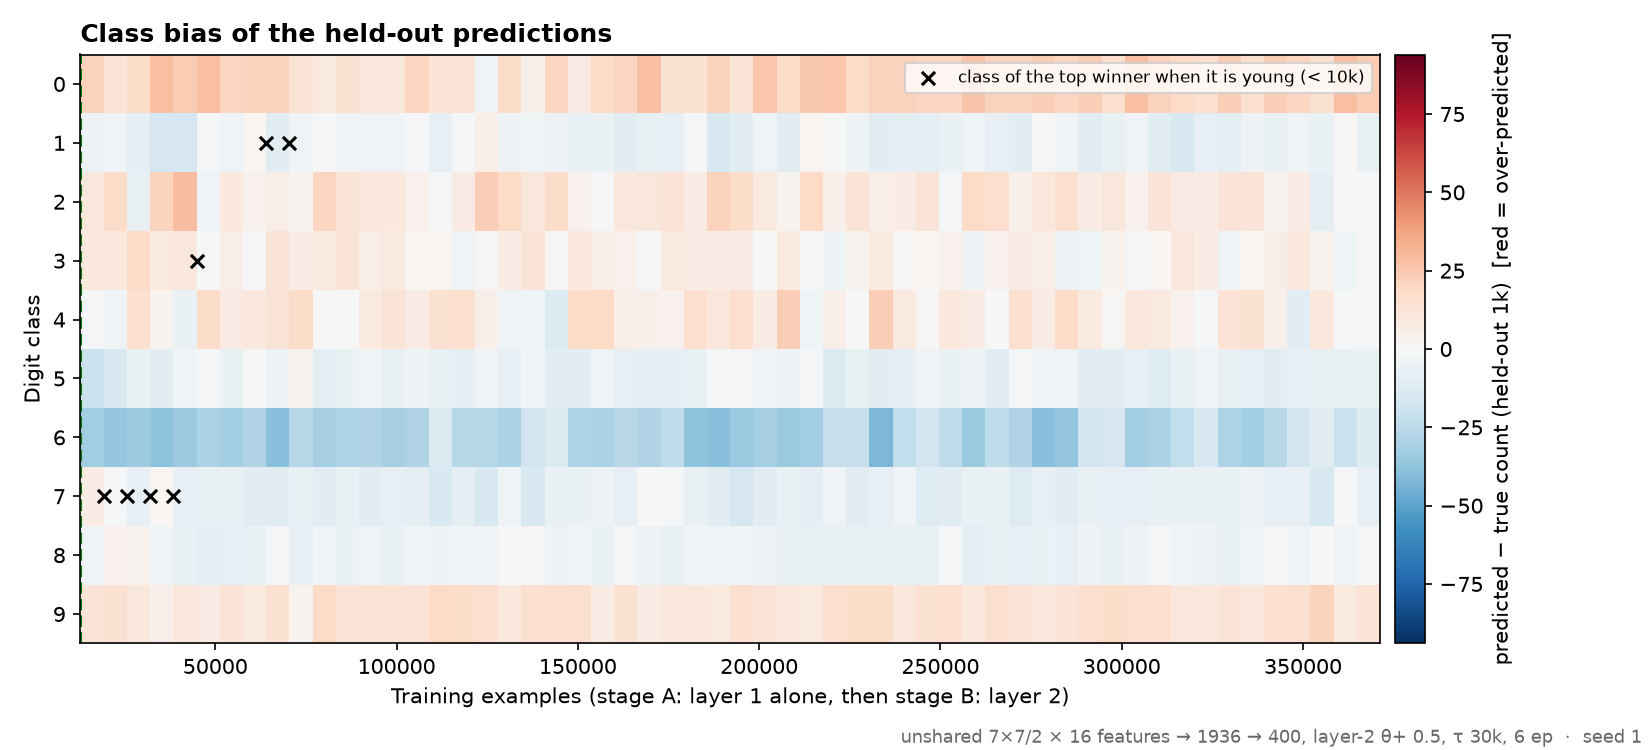 Class bias of the held-out predictions
× class of the top winner when it is young (< 10k)
Digit class
0
1
2
3
4
5
6
7
8
9
50000 100000 150000 200000 250000 300000 350000
Training examples (stage A: layer 1 alone, then stage B: layer 2)
75
50
25
0
−25
−50
−75
predicted − true count (held-out 1k) [red = over-predicted]
unshared 7×7/2 × 16 features → 1936 → 400, layer-2 θ+ 0.5, τ 30k, 6 ep · seed 1